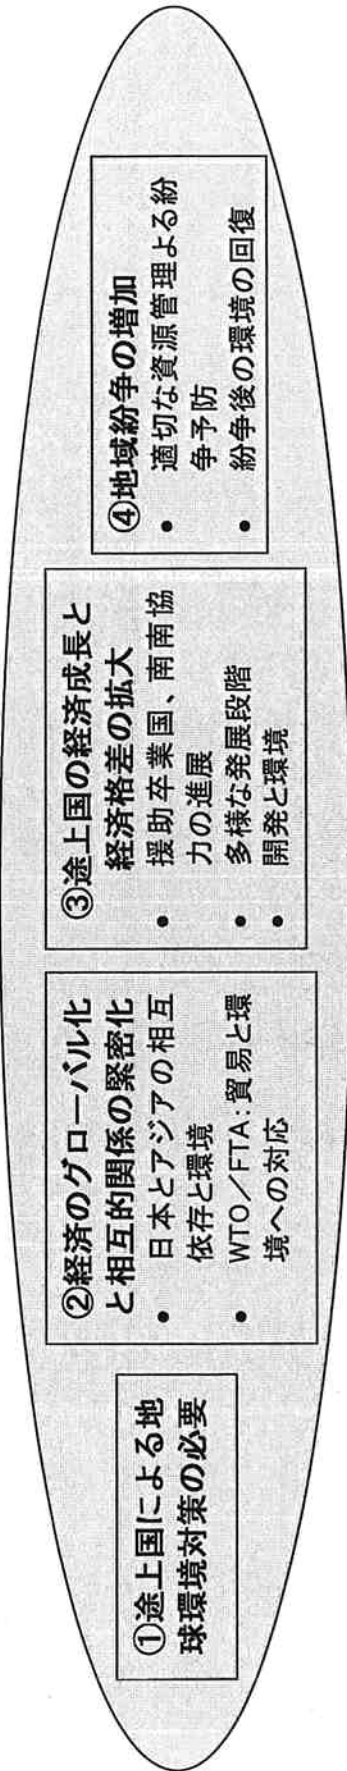 ①途上国による地
球環境対策の必要
②経済のグローバル化
と相互的関係の緊密化
• 日本とアジアの相互
依存と環境
• WTO／FTA：貿易と環
境への対応
③途上国の経済成長と
経済格差の拡大
• 援助卒業国、南南協
力の進展
• 多様な発展段階
• 開発と環境
④地域紛争の増加
• 適切な資源管理よる紛
争予防
• 紛争後の環境の回復